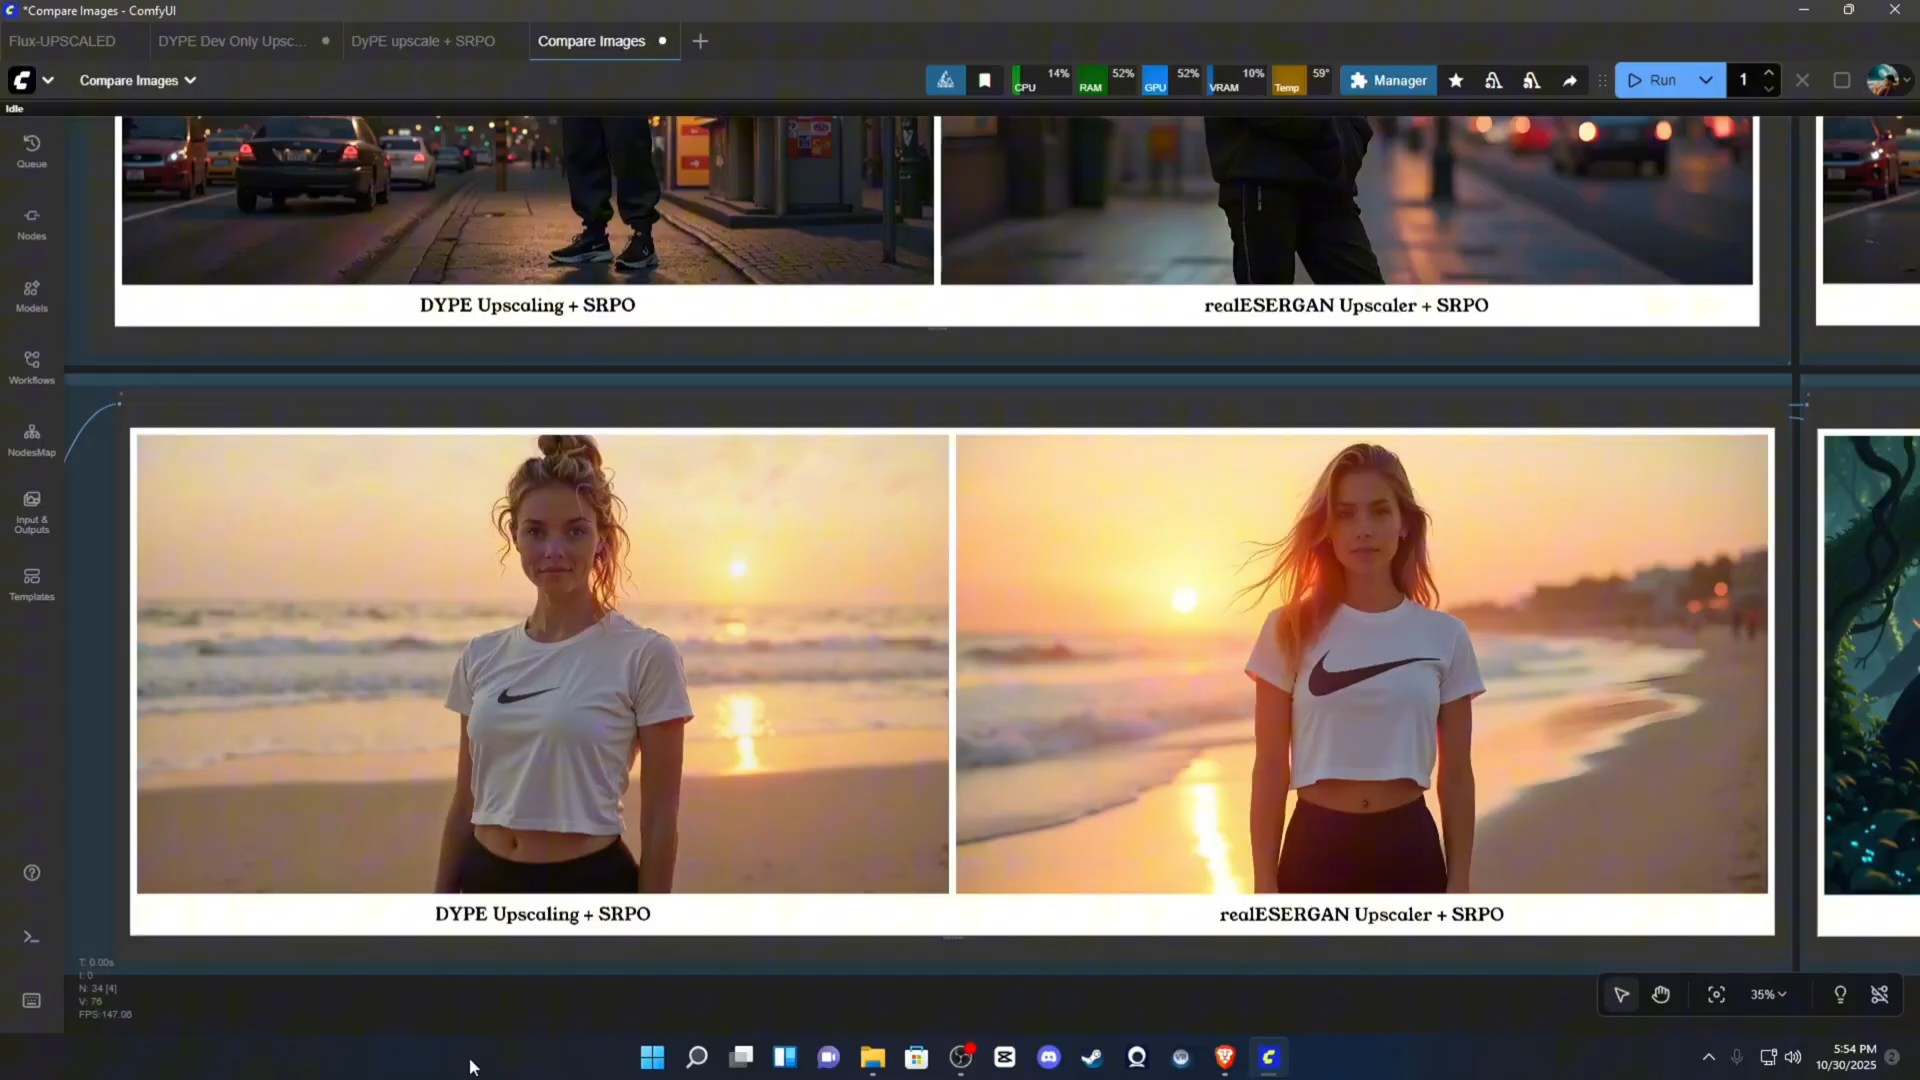 *Compare Images - ComfyUI
Flux-UPSCALED
DYPE Dev Only Upsc...
DyPE upscale + SRPO
Compare Images
Compare Images
14%
CPU
52%
RAM
52%
GPU
10%
VRAM
59°
Temp
Manager
Run
1
Idle
Queue
Nodes
Models
Workflows
NodesMap
Input &
Outputs
Templates
DYPE Upscaling + SRPO
realESERGAN Upscaler + SRPO
DYPE Upscaling + SRPO
realESERGAN Upscaler + SRPO
T: 0.00s
I: 0
N: 34 [4]
V: 76
FPS:147.06
35%
VR
5:54 PM
10/30/2025
2